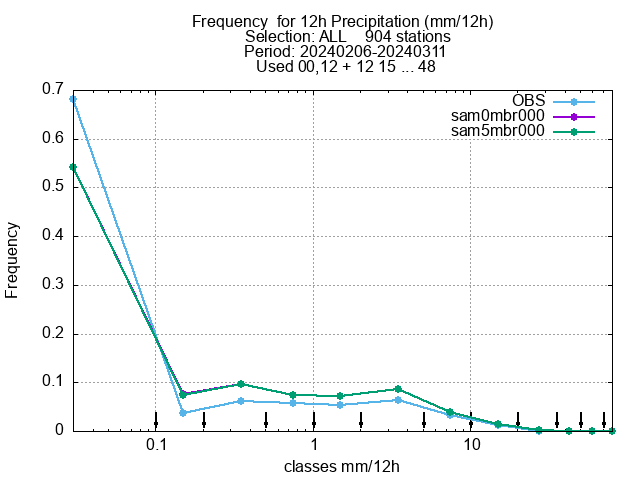 Frequency  for 12h Precipitation (mm/12h)
Selection: ALL    904 stations
Period: 20240206-20240311
Used 00,12 + 12 15 ... 48
OBS
sam0mbr000
sam5mbr000
0.7
0.6
0.5
0.4
0.3
0.2
0.1
0
Frequency
0.1 1 10
classes mm/12h